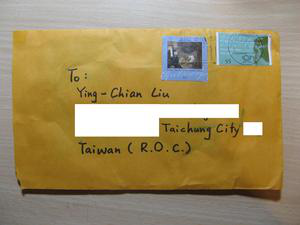 To:
Ying-Chian Liu
Taichung City
Taiwan (R.O.C.)